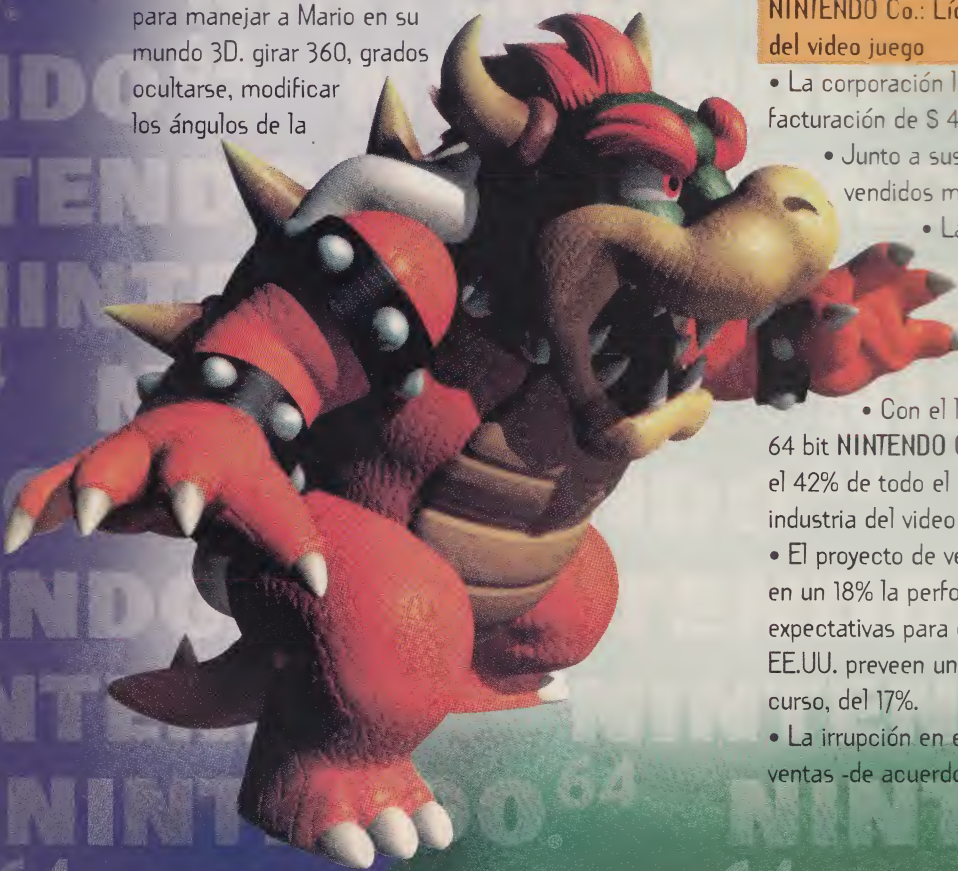 para manejar a Mario en su
mundo 3D. girar 360, grados
ocultarse, modificar
los ángulos de la
NINTENDO Co.: Líc
del video juego
• La corporación l
facturación de S 4
• Junto a sus
vendidos m
• La
• Con el l
64 bit NINTENDO C
el 42% de todo el
industria del video
• El proyecto de ve
en un 18% la perfo
expectativas para
EE.UU. preveen un
curso, del 17%.
• La irrupción en e
ventas -de acuerdo
NINTENDO 64